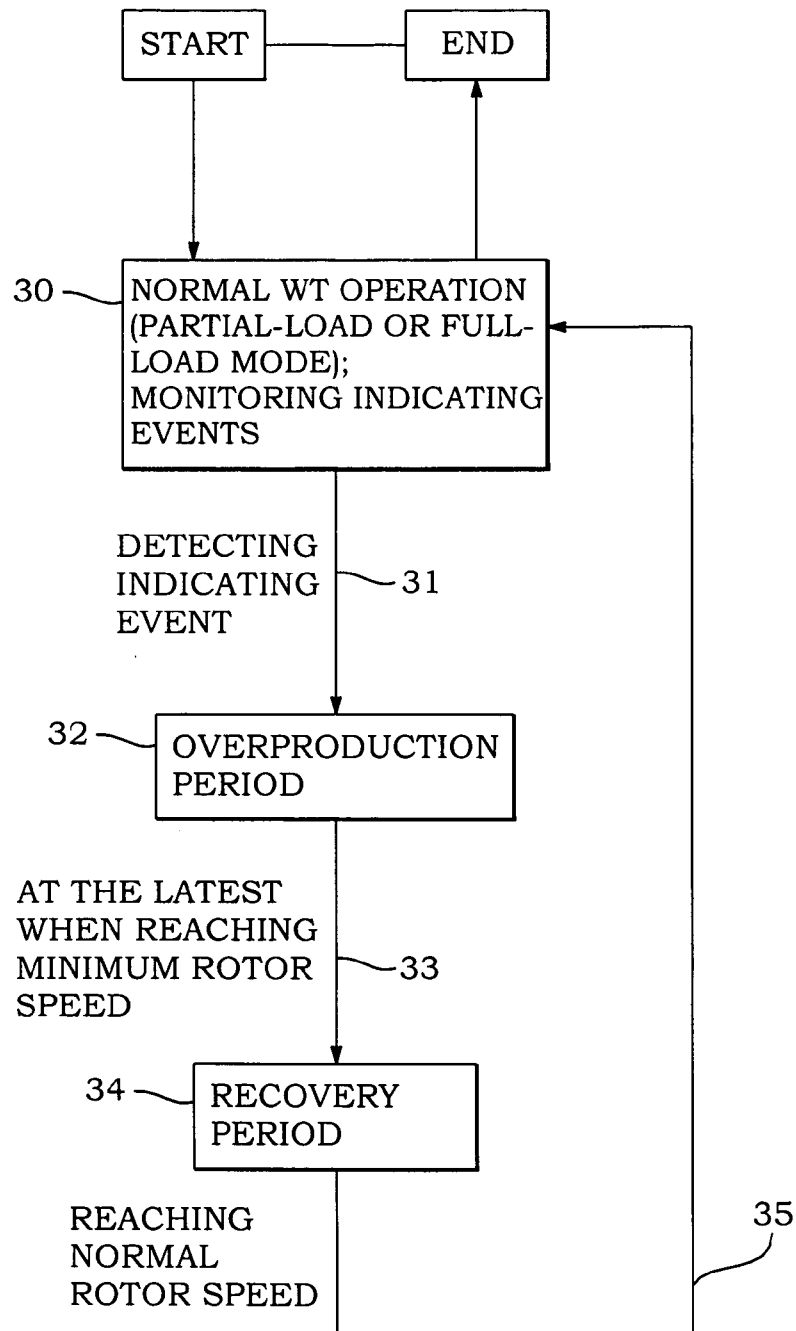 START
END
30
NORMAL WT OPERATION
(PARTIAL-LOAD OR FULL-
LOAD MODE);
MONITORING INDICATING
EVENTS
DETECTING
INDICATING
EVENT
31
32
OVERPRODUCTION
PERIOD
AT THE LATEST
WHEN REACHING
MINIMUM ROTOR
SPEED
33
34
RECOVERY
PERIOD
REACHING
NORMAL
ROTOR SPEED
35